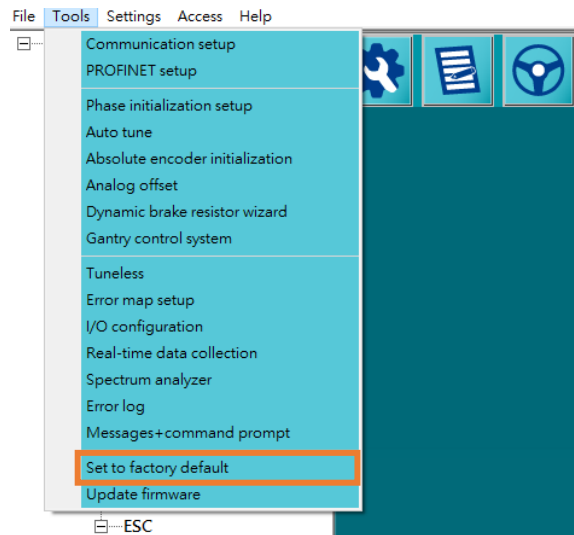 File Tools Settings Access Help
Communication setup
PROFINET setup
Phase initialization setup
Auto tune
Absolute encoder initialization
Analog offset
Dynamic brake resistor wizard
Gantry control system
Tuneless
Error map setup
I/O configuration
Real-time data collection
Spectrum analyzer
Error log
Messages+command prompt
Set to factory default
Update firmware
ESC